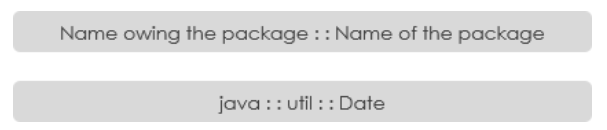 Name owing the package : : Name of the package
java : : util : : Date